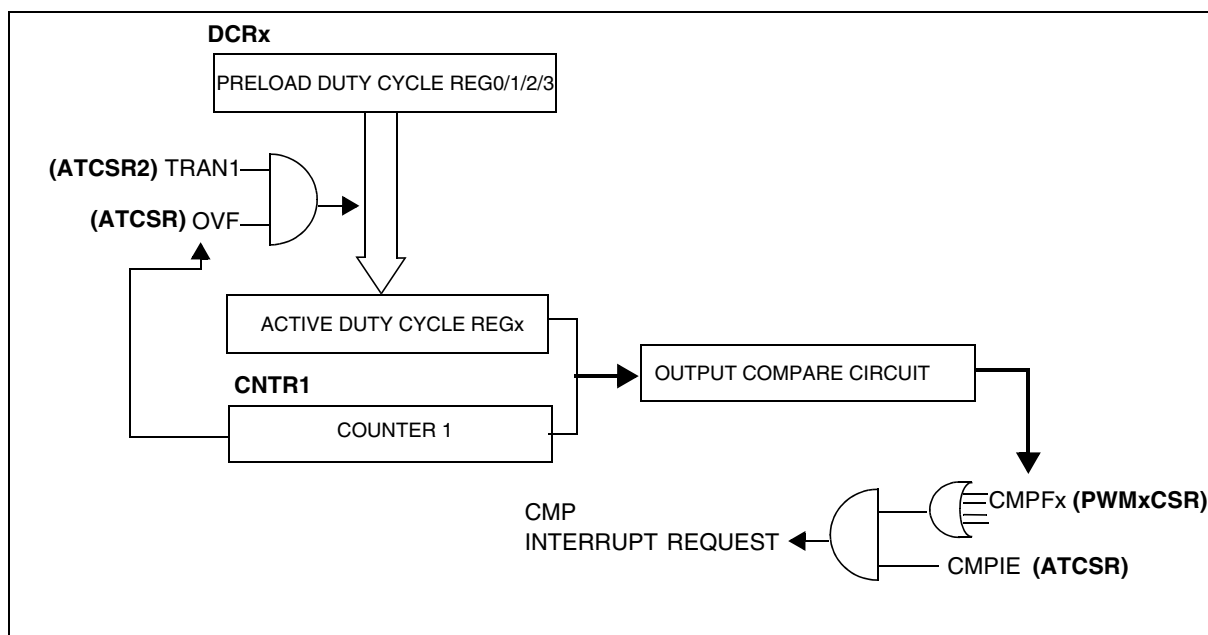 DCRx
PRELOAD DUTY CYCLE REG0/1/2/3
(ATCSR2) TRAN1
(ATCSR) OVF
ACTIVE DUTY CYCLE REGx
CNTR1
OUTPUT COMPARE CIRCUIT
COUNTER 1
CMPFx (PWMxCSR)
CMP
INTERRUPT REQUEST
CMPIE (ATCSR)